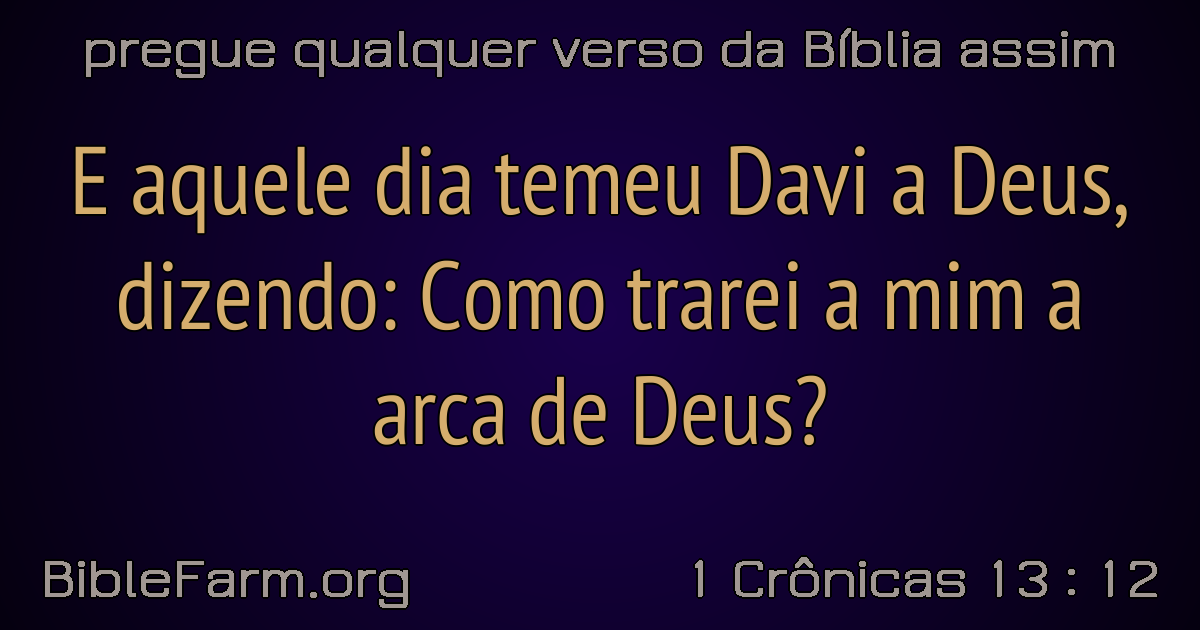 pregue qualquer verso da Bíblia assim
E aquele dia temeu Davi a Deus,
dizendo: Como trarei a mim a
arca de Deus?
BibleFarm.org
1 Crônicas 13 : 12